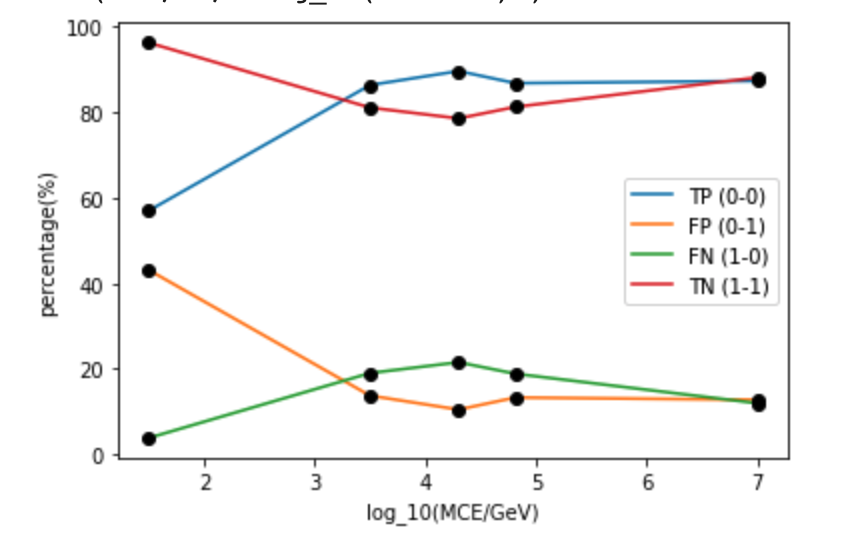 100
80
60
40
20
0
percentage(%)
TP (0-0)
FP (0-1)
FN (1-0)
TN (1-1)
2 3 4 5 6 7
log_10(MCE/GeV)